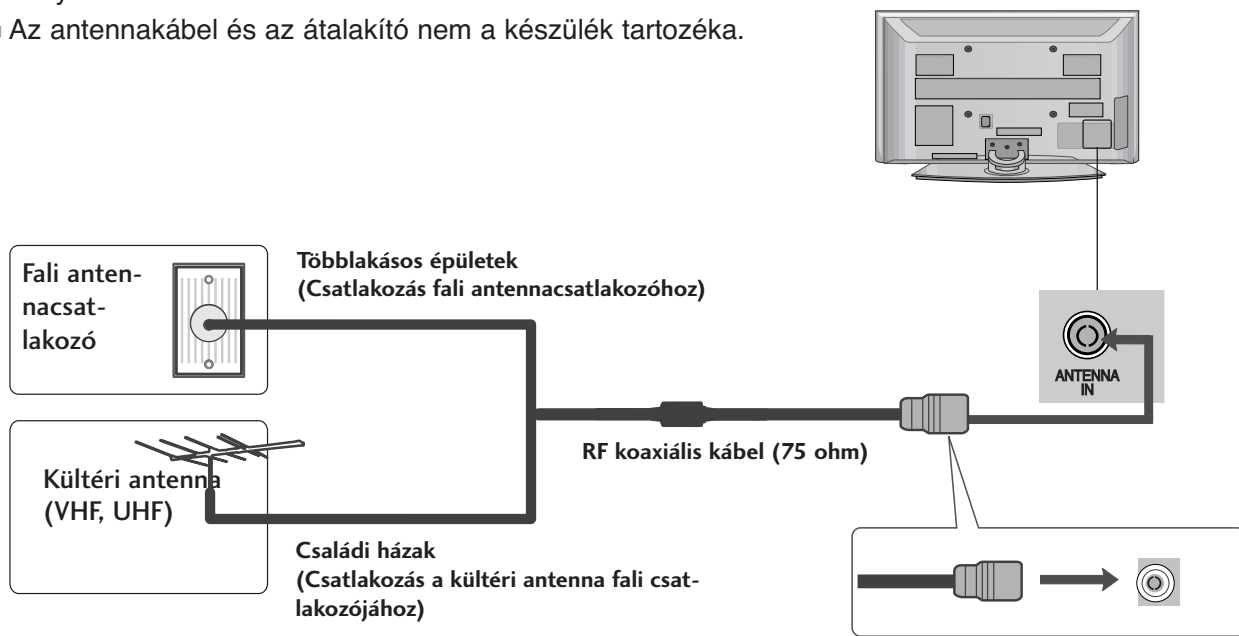 Az antennakábel és az átalakító nem a készülék tartozéka.
Fali anten-
nacsat-
lakozó
Többlakásos épületek
(Csatlakozás fali antennacsatlakozóhoz)
ANTENNA
IN
RF koaxiális kábel (75 ohm)
Kültéri antenna
(VHF, UHF)
Családi házak
(Csatlakozás a kültéri antenna fali csat-
lakozójához)